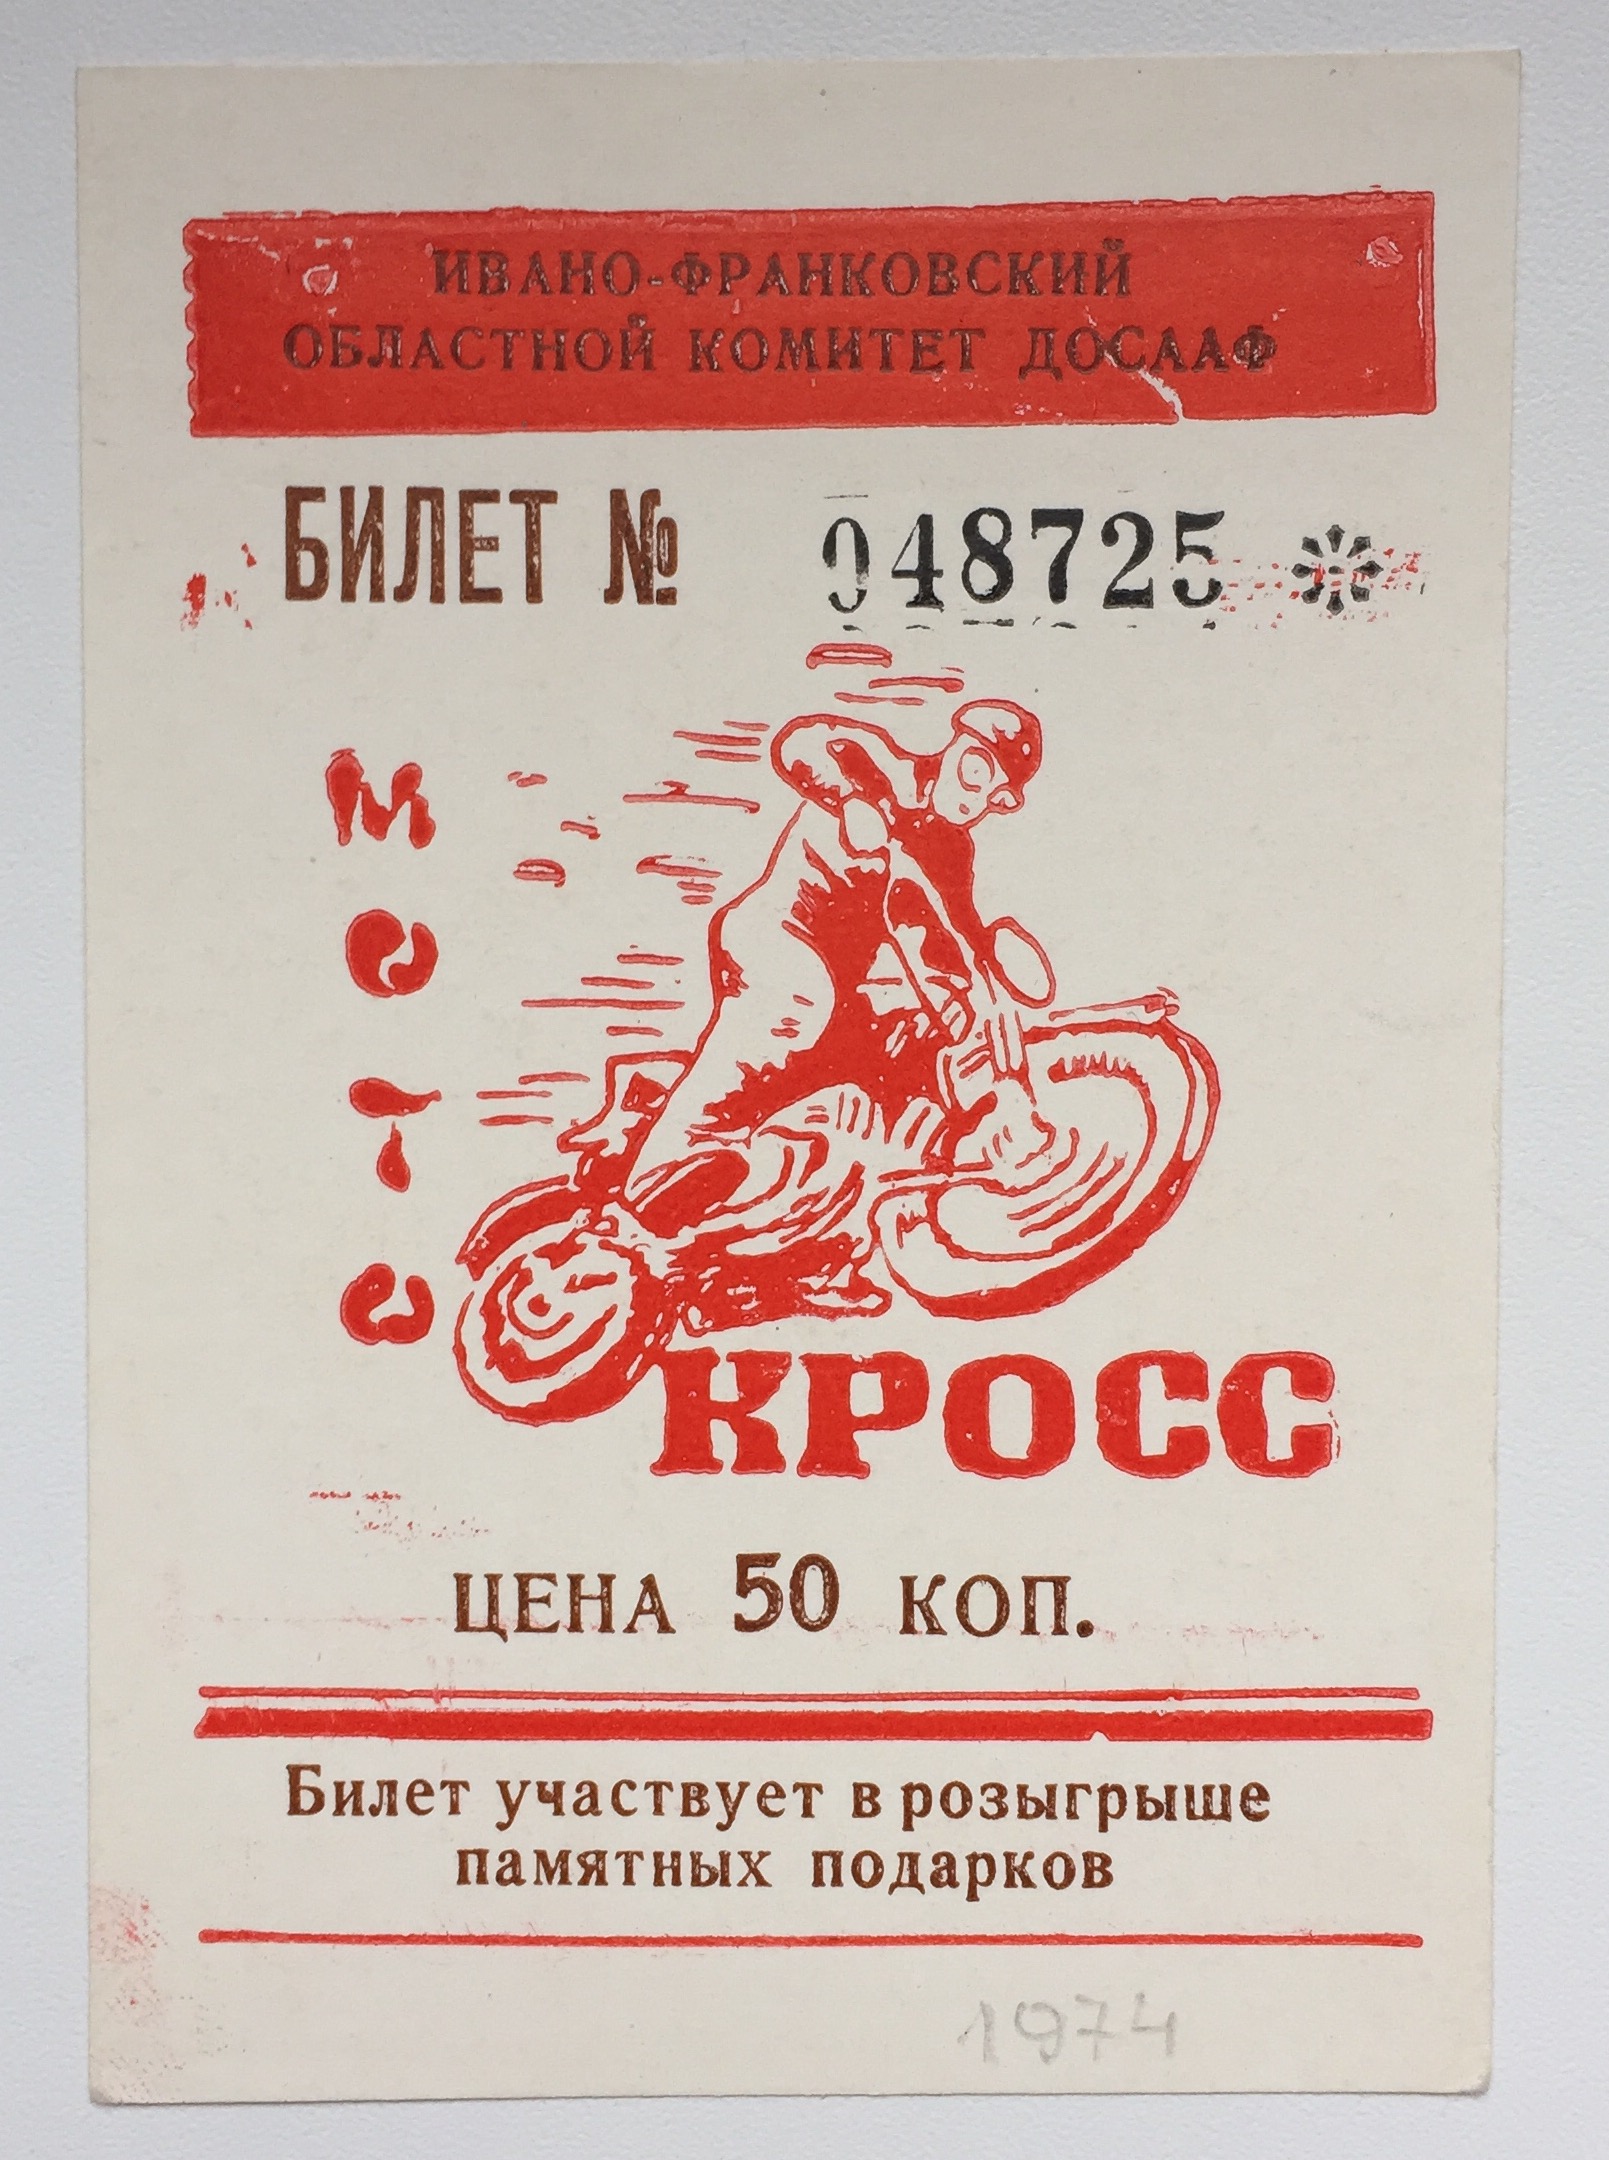 ИВАНО-ФРАНКОВСКИЙ
ОБЛАСТНОЙ КОМИТЕТ ДОСААФ
БИЛЕТ № 048725 *
мото
КРОСС
ЦЕНА 50 КОП.
Билет участвует в розыгрыше
памятных подарков
1974